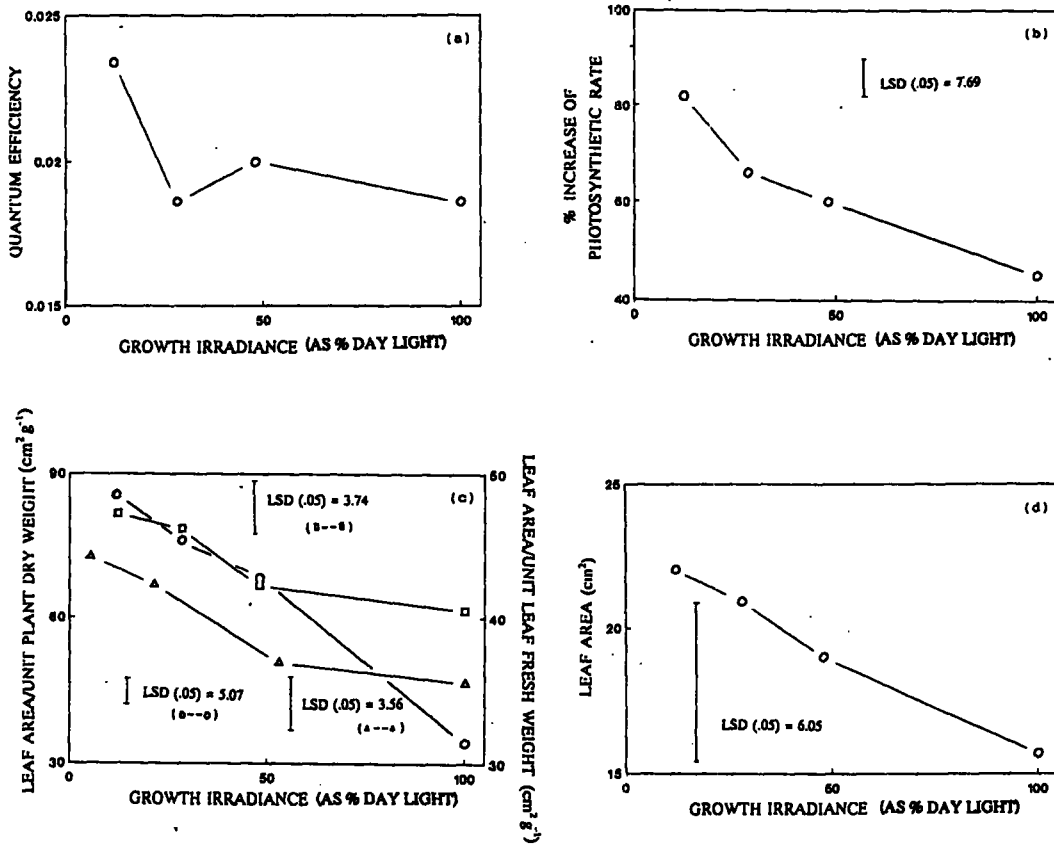 0.025
0.02
0.015
QUANTUM EFFICIENCY
(a)
0
50
100
GROWTH IRRADIANCE (AS % DAY LIGHT)
100
80
60
40
% INCREASE OF
PHOTOSYNTHETIC RATE
(b)
LSD (.05) = 7.69
0
50
100
GROWTH IRRADIANCE (AS % DAY LIGHT)
90
60
30
LEAF AREA/UNIT PLANT DRY WEIGHT (cm² g⁻¹)
(c)
LSD (.05) = 3.74
LSD (.05) = 5.07
(o--o)
LSD (.05) = 3.56
50
40
30
LEAF AREA/UNIT LEAF FRESH WEIGHT (cm² g⁻¹)
0
50
100
GROWTH IRRADIANCE (AS % DAY LIGHT)
25
20
15
LEAF AREA (cm²)
(d)
LSD (.05) = 6.05
0
50
100
GROWTH IRRADIANCE (AS % DAY LIGHT)